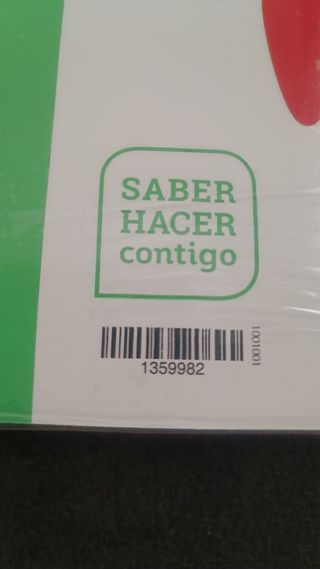 SABER
HACER
contigo
1359982
1001001